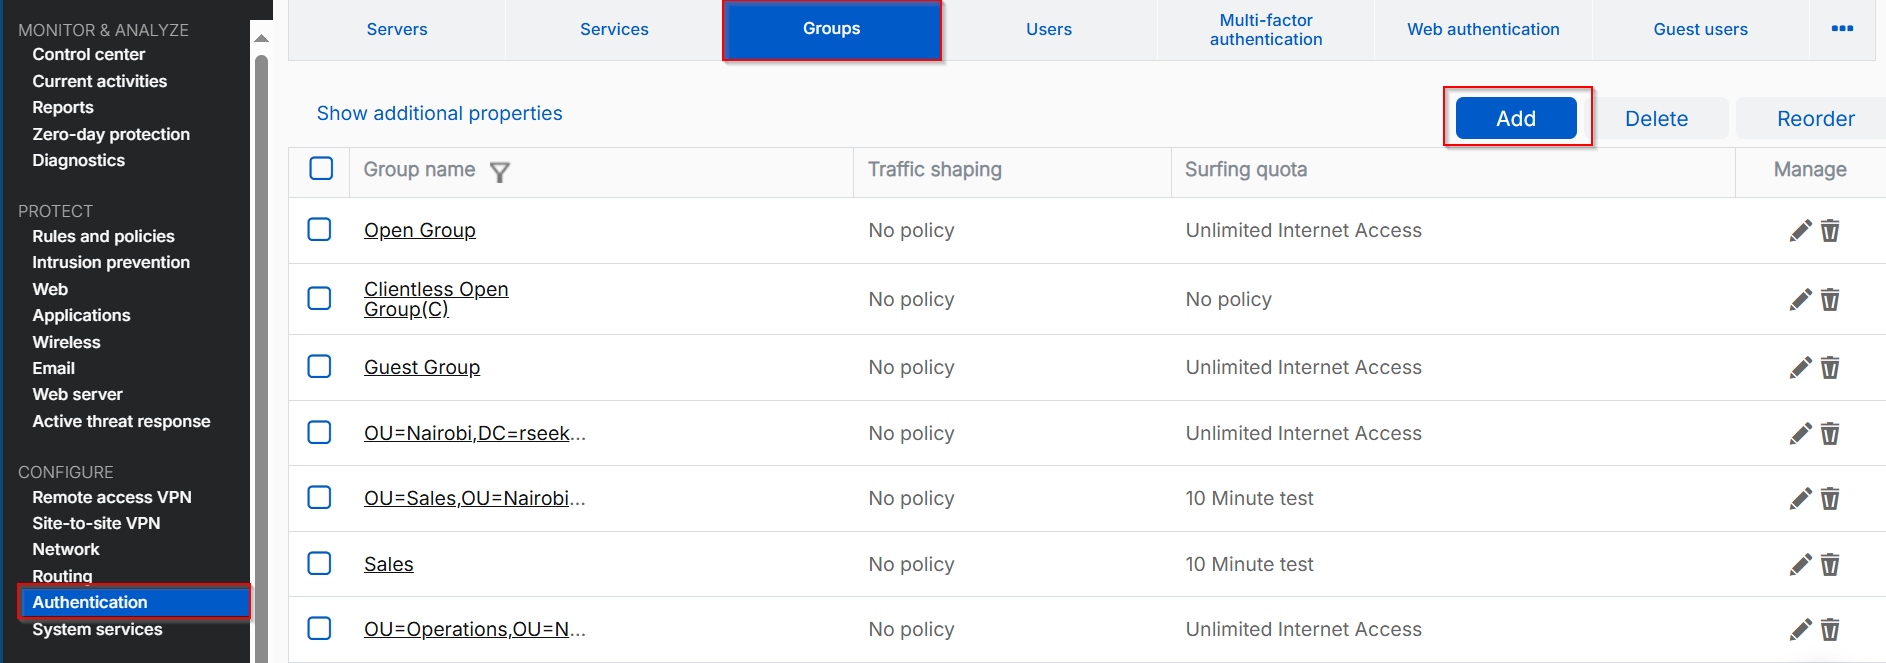 MONITOR & ANALYZE
Control center
Current activities
Reports
Zero-day protection
Diagnostics
PROTECT
Rules and policies
Intrusion prevention
Web
Applications
Wireless
Email
Web server
Active threat response
CONFIGURE
Remote access VPN
Site-to-site VPN
Network
Routing
Authentication
System services
Servers
Services
Groups
Users
Multi-factor
authentication
Web authentication
Guest users
Show additional properties
Add
Delete
Reorder
Group name
Traffic shaping
Surfing quota
Manage
Open Group
No policy
Unlimited Internet Access
Clientless Open
Group(C)
No policy
No policy
Guest Group
No policy
Unlimited Internet Access
OU=Nairobi,DC=rseek...
No policy
Unlimited Internet Access
OU=Sales,OU=Nairobi...
No policy
10 Minute test
Sales
No policy
10 Minute test
OU=Operations,OU=N...
No policy
Unlimited Internet Access